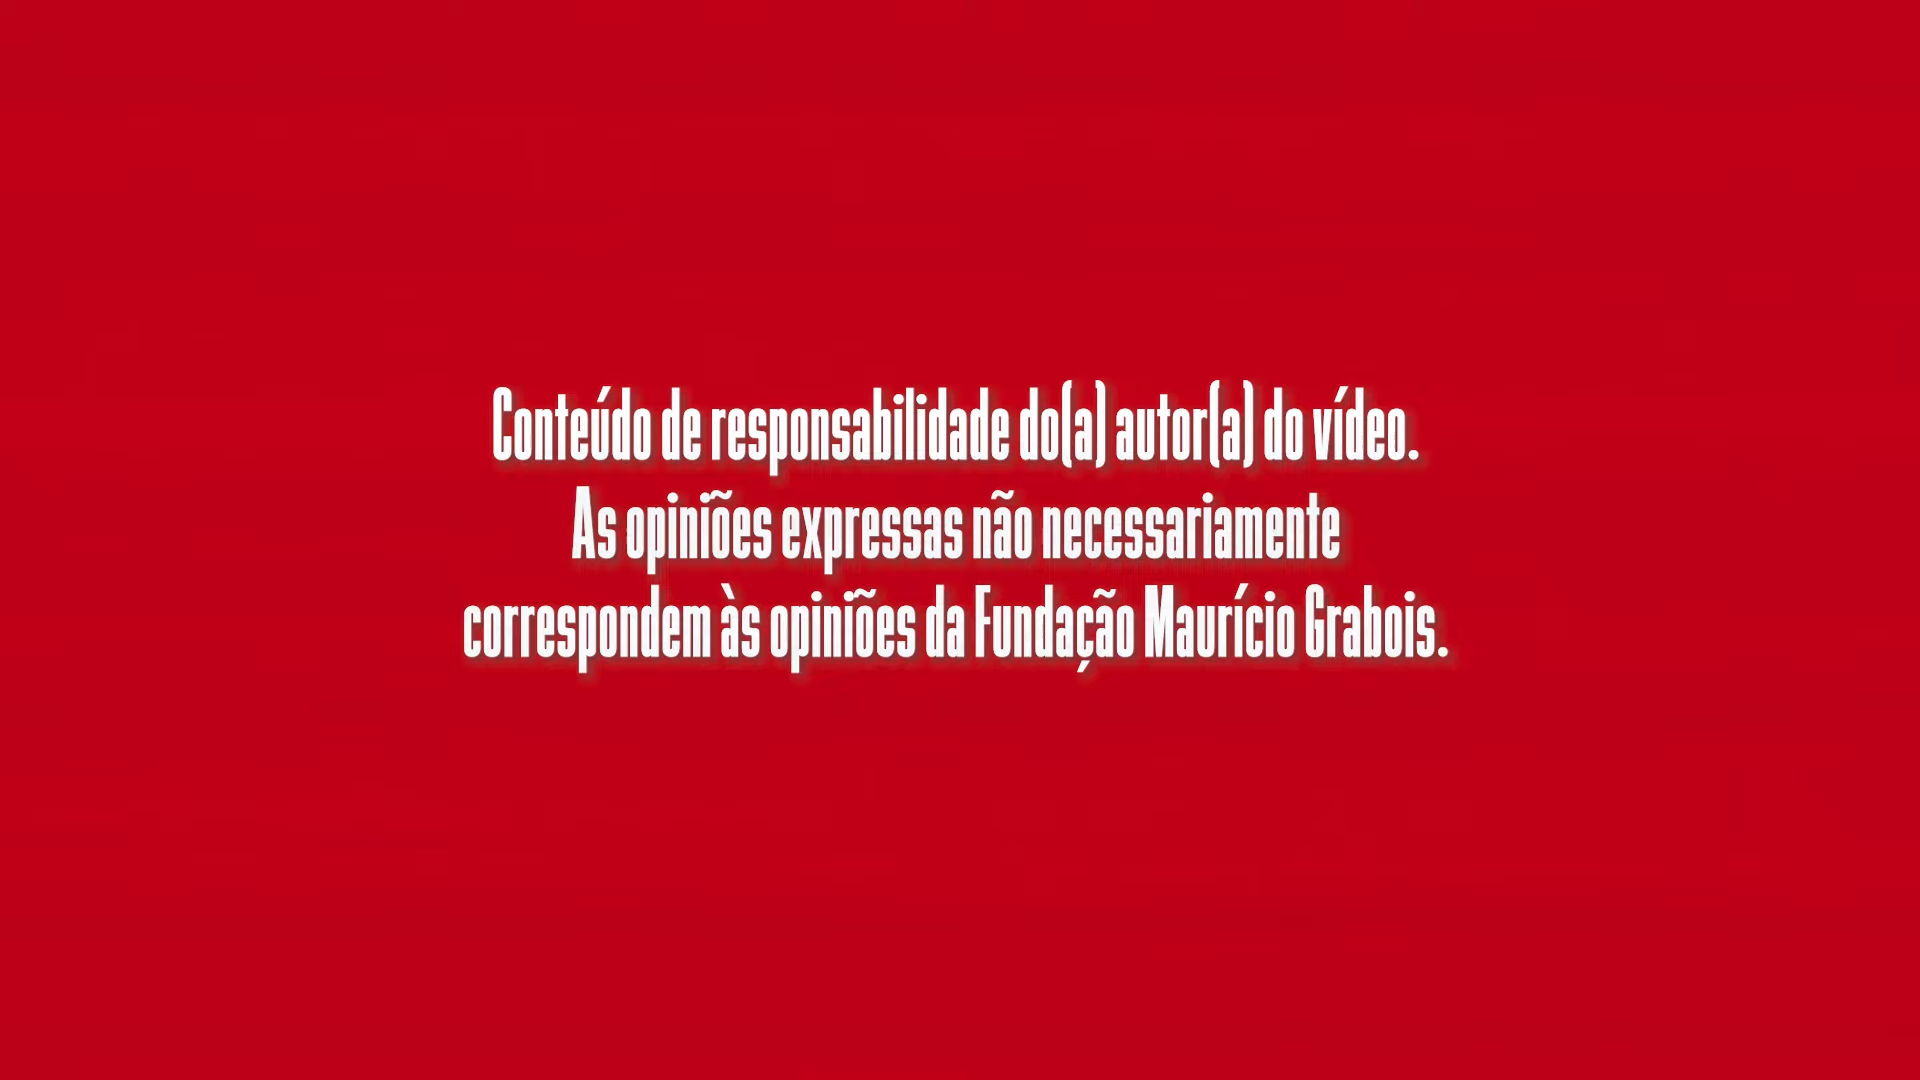 Conteúdo de responsabilidade do(a) autor(a) do vídeo.
As opiniões expressas não necessariamente
correspondem às opiniões da Fundação Maurício Grabois.